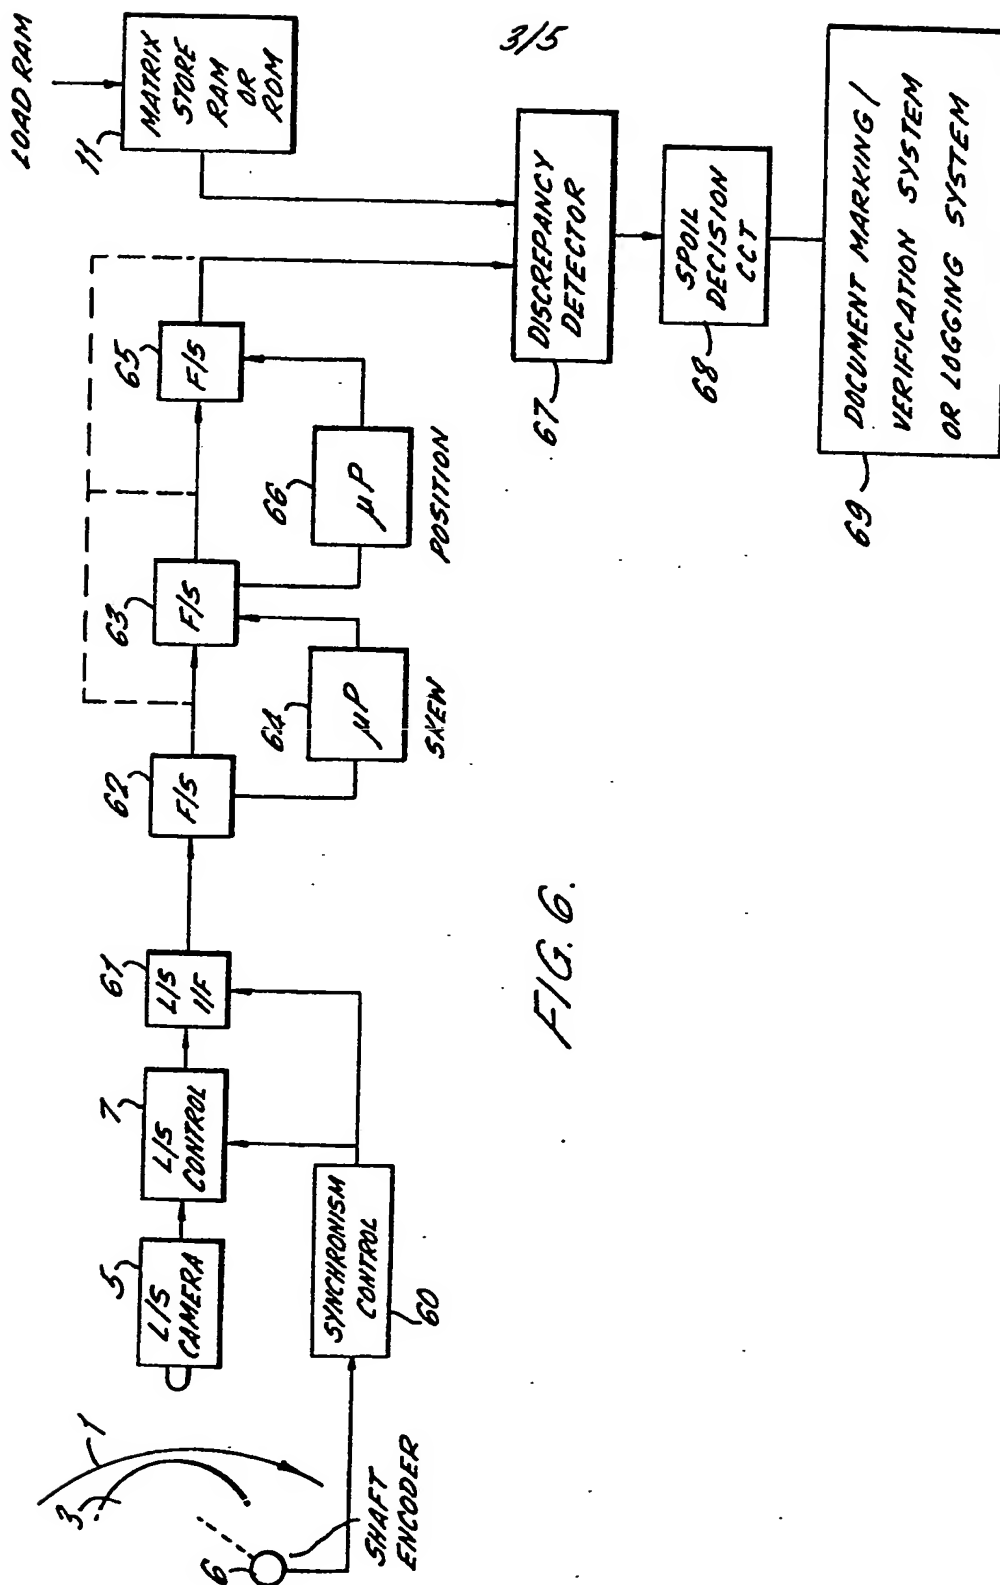 3/5
LOAD RAM
MATRIX
STORE
RAM
OR
ROM
11
DISCREPANCY
DETECTOR
67
SPOIL
DECISION
CCT
68
DOCUMENT MARKING/
VERIFICATION SYSTEM
OR LOGGING SYSTEM
69
65
F/S
66
μP
POSITION
63
F/S
64
μP
SKEW
62
F/S
61
L/S
I/F
7
L/S
CONTROL
5
L/S
CAMERA
SYNCHRONISM
CONTROL
60
1
3
6
SHAFT
ENCODER
FIG. 6.